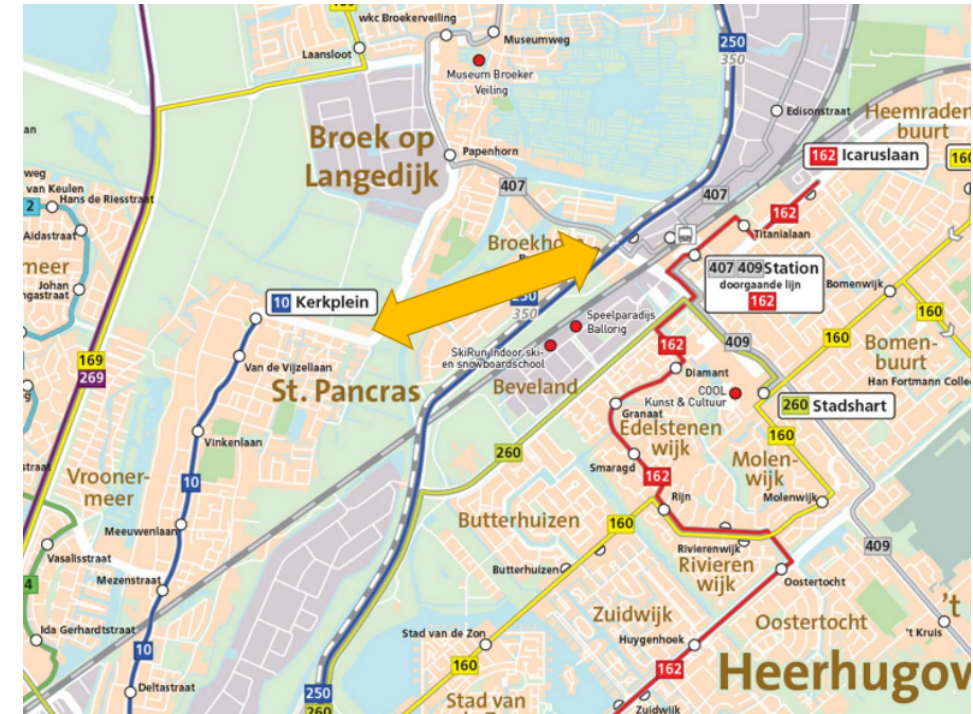 169
wkc Broekerveiling
Museumweg
Laansloot
Museum Broeker
Veiling
250
350
Edisonstraat
Heemraden
buurt
Broek op
Langedijk
Papenhorn
162 Icaruslaan
160
weg
van Keulen
Hans de Riesstraat
2
407
407
162
Aidastraat
Titanialaan
meer
Johan
ngastraat
10 Kerkplein
407 409 Station
doorgaande lijn
162
Bomenwijk
250
350
Speelparadijs
Ballorig
160
160
169
269
SkiRun, Indoor ski-
en snowboardschool
162
409
Bomen-
buurt
Van de Vijzellaan
St. Pancras
Beveland
Diamant
Han Fortmann
COOL
Kunst & Cultuur
260 Stadshart
Granaat
Edelstenen
wijk
Vinkenlaan
260
160
Smaragd
Molen-
wijk
Vrooner-
meer
10
162
Rijn
Molenwijk
Meeuwenlaan
Butterhuizen
160
Vasalisstraat
Rivierenwijk
409
Butterhuizen
Rivieren
wijk
Mezenstraat
4
Oostertocht
Zuidwijk
Oostertocht
't
Ida Gerhardtstraat
Stad van de Zon
't Kruis
10
Huygenhoek
160
162
Heerhugow
Deltastraat
250
260
Stad van
Zuidwijk